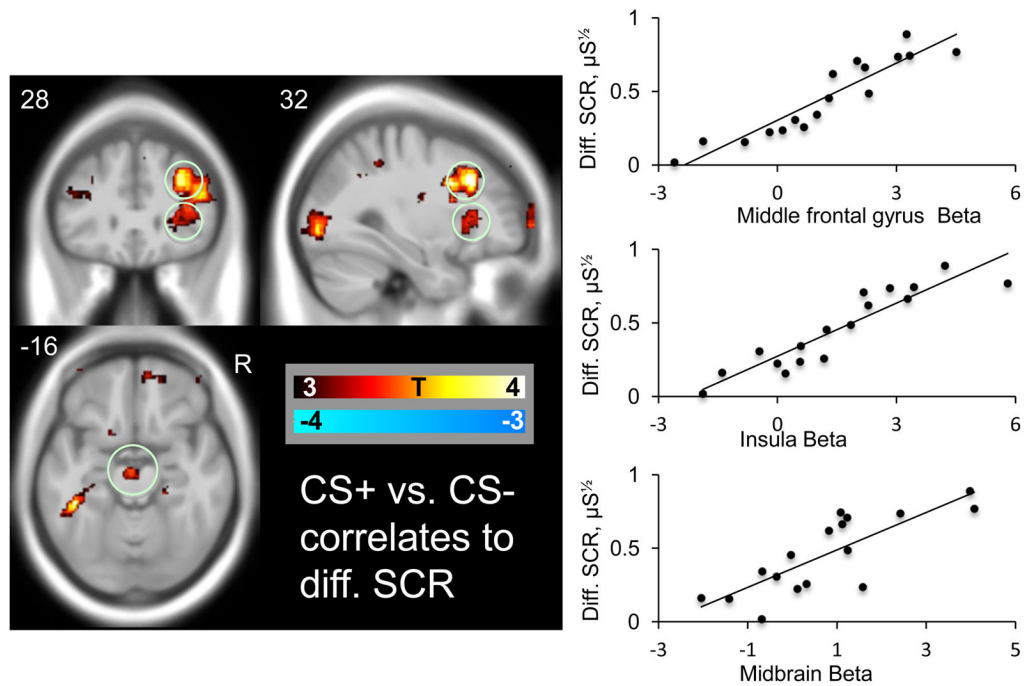 28
32
-16
R
3 T 4
-4 -3
CS+ vs. CS-
correlates to
diff. SCR
Diff. SCR, µS½
1
0.5
0
-3 0 3 6
Middle frontal gyrus Beta
Diff. SCR, µS½
1
0.5
0
-3 0 3 6
Insula Beta
Diff. SCR, µS½
1
0.5
0
-3 -1 1 3 5
Midbrain Beta